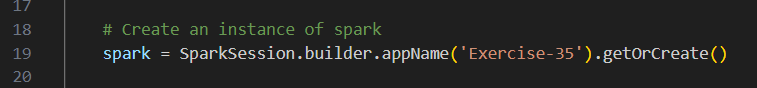 17
18 # Create an instance of spark
19 spark = SparkSession.builder.appName('Exercise-35').getOrCreate()
20